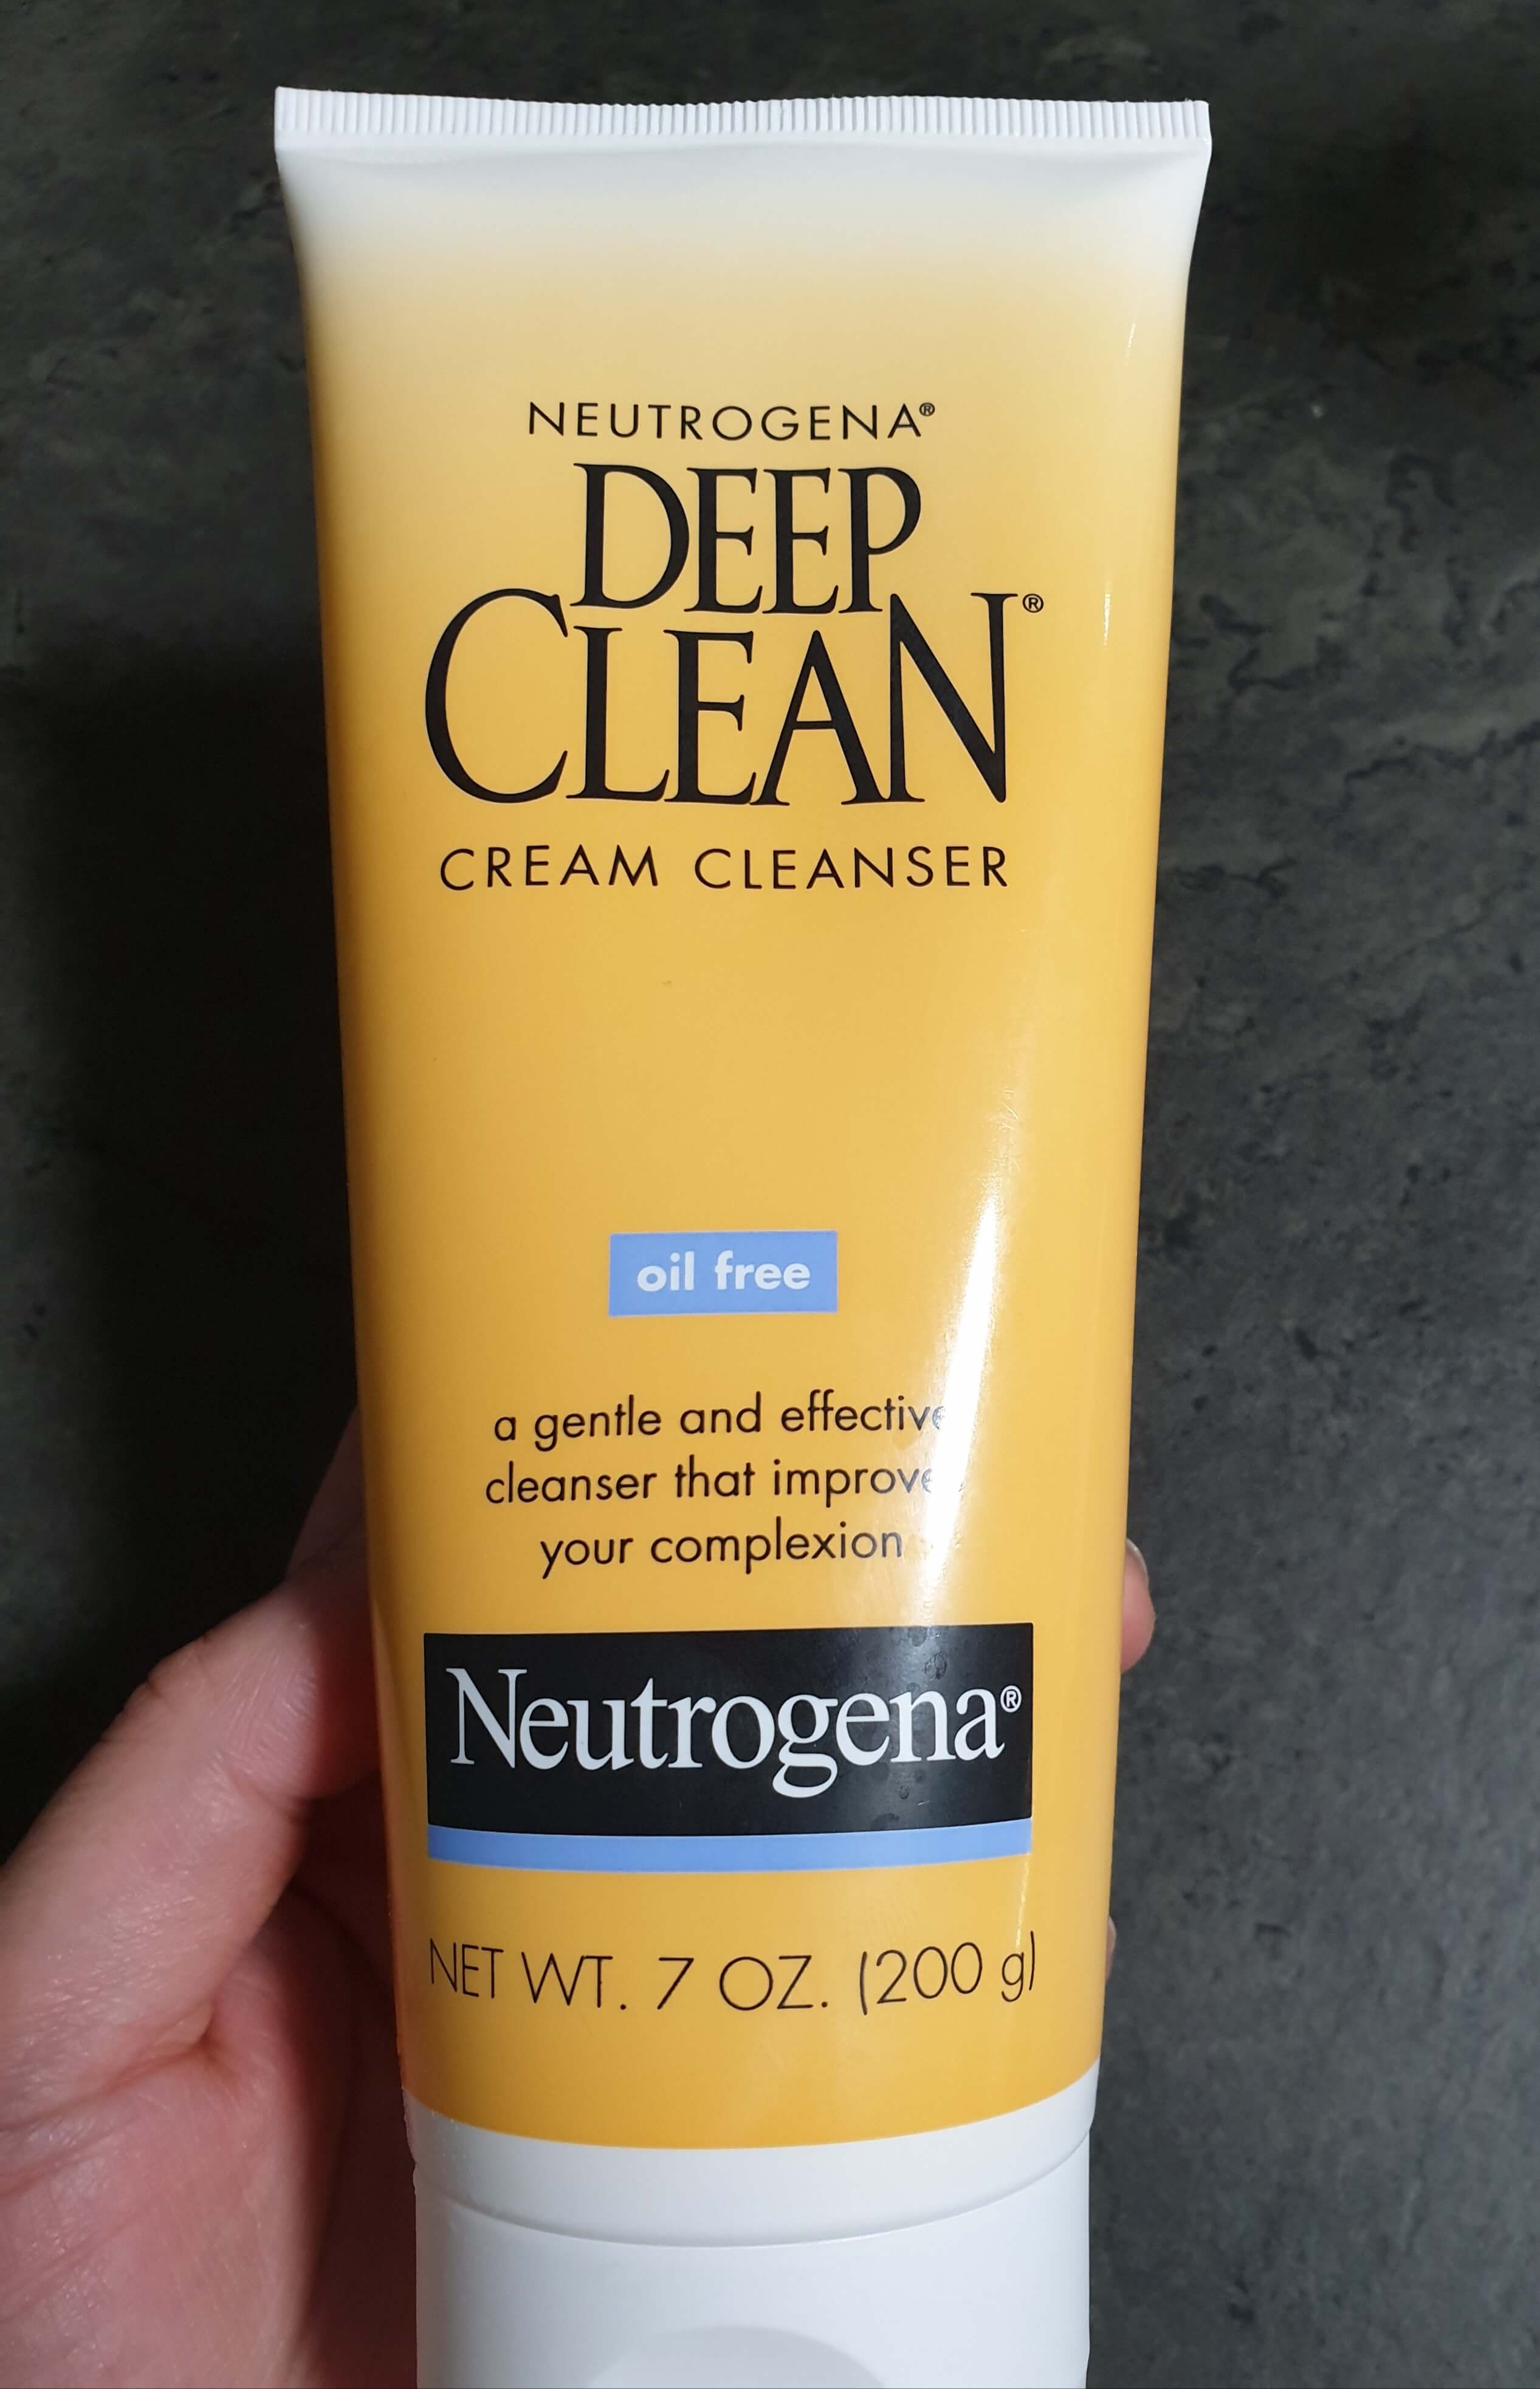 NEUTROGENA®
DEEP
CLEAN®
CREAM CLEANSER
oil free
a gentle and effective
cleanser that improves
your complexion
Neutrogena®
NET WT. 7 OZ. (200 g)